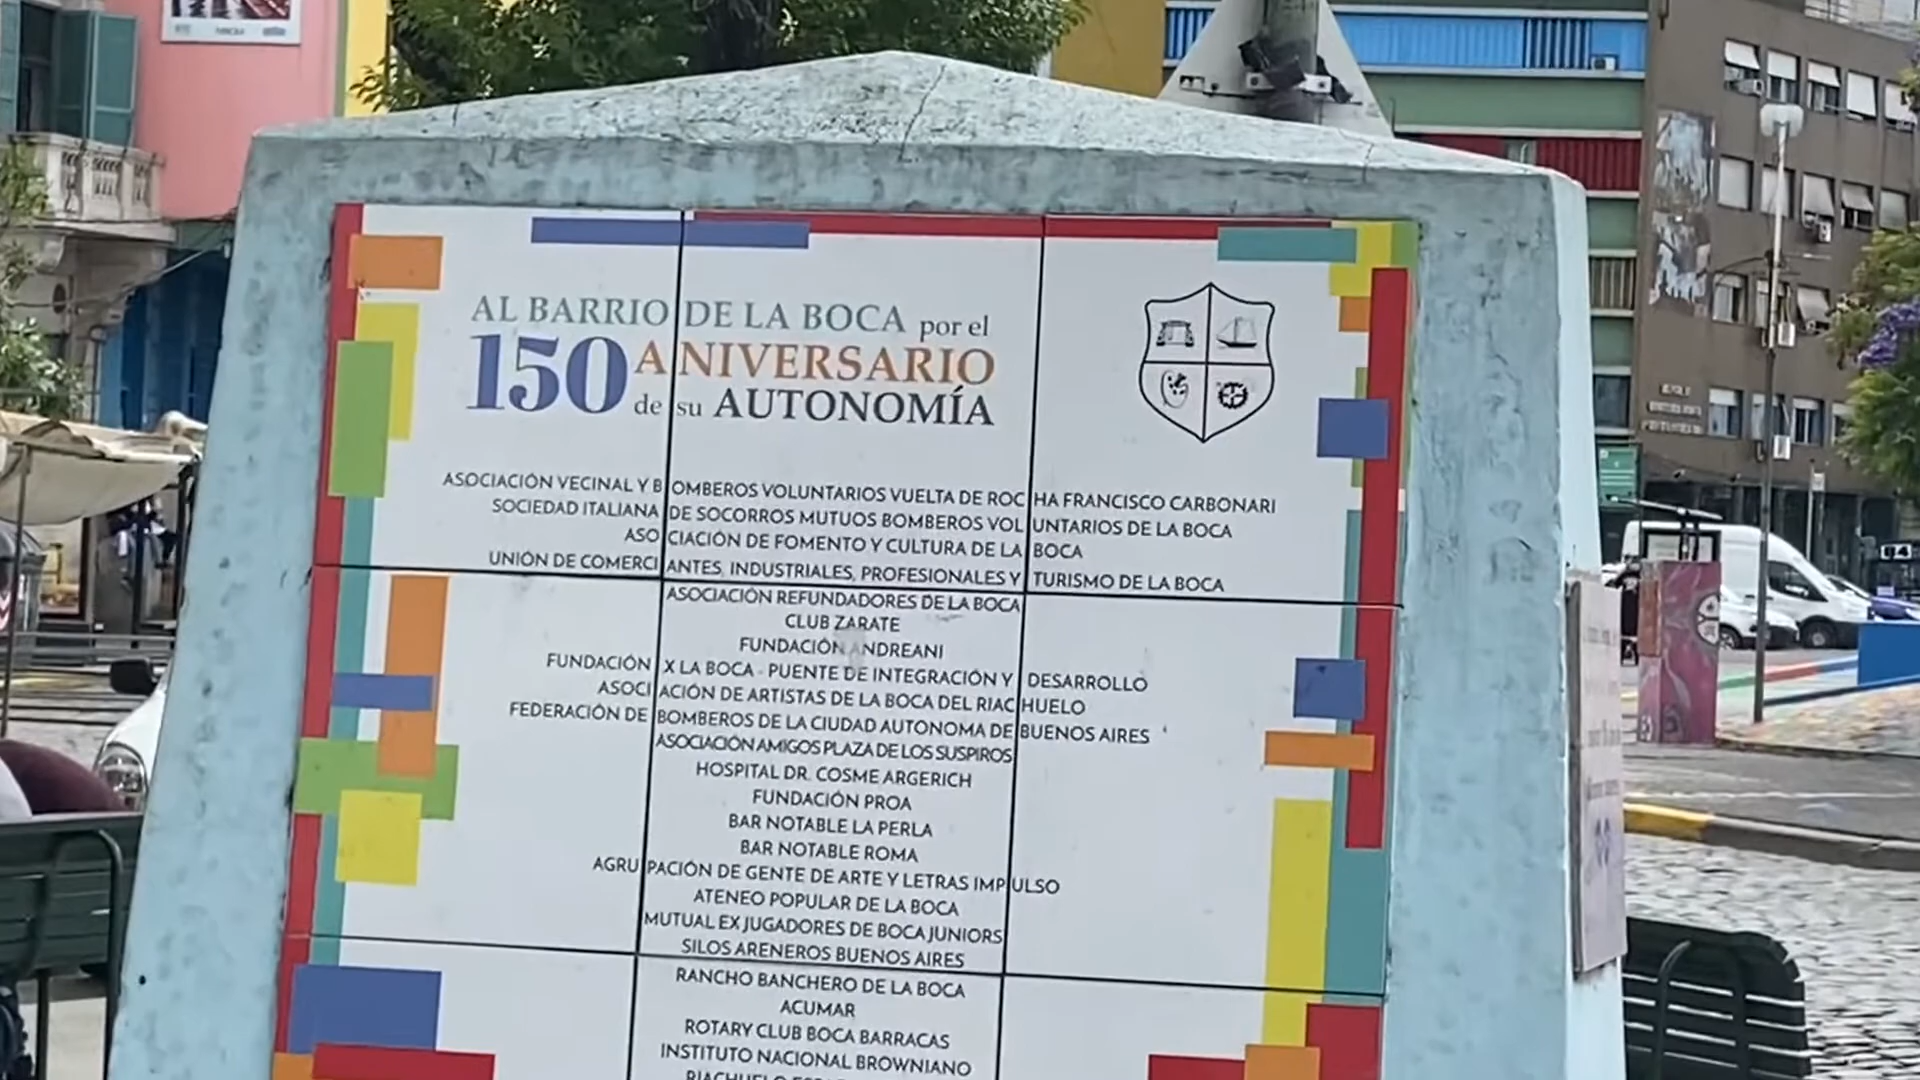 AL BARRIO DE LA BOCA por el
150 ANIVERSARIO
de su AUTONOMÍA
ASOCIACIÓN VECINAL Y BOMBEROS VOLUNTARIOS VUELTA DE ROCHA FRANCISCO CARBONARI
SOCIEDAD ITALIANA DE SOCORROS MUTUOS BOMBEROS VOLUNTARIOS DE LA BOCA
ASOCIACIÓN DE FOMENTO Y CULTURA DE LA BOCA
UNIÓN DE COMERCIANTES, INDUSTRIALES, PROFESIONALES Y TURISMO DE LA BOCA
ASOCIACIÓN REFUNDADORES DE LA BOCA
CLUB ZARATE
FUNDACIÓN ANDREANI
FUNDACIÓN X LA BOCA - PUENTE DE INTEGRACIÓN Y DESARROLLO
ASOCIACIÓN DE ARTISTAS DE LA BOCA DEL RIACHUELO
FEDERACIÓN DE BOMBEROS DE LA CIUDAD AUTONOMA DE BUENOS AIRES
ASOCIACIÓN AMIGOS PLAZA DE LOS SUSPIROS
HOSPITAL DR. COSME ARGERICH
FUNDACIÓN PROA
BAR NOTABLE LA PERLA
BAR NOTABLE ROMA
AGRUPACIÓN DE GENTE DE ARTE Y LETRAS IMPULSO
ATENEO POPULAR DE LA BOCA
MUTUAL EX JUGADORES DE BOCA JUNIORS
SILOS ARENEROS BUENOS AIRES
RANCHO BANCHERO DE LA BOCA
ACUMAR
ROTARY CLUB BOCA BARRACAS
INSTITUTO NACIONAL BROWNIANO